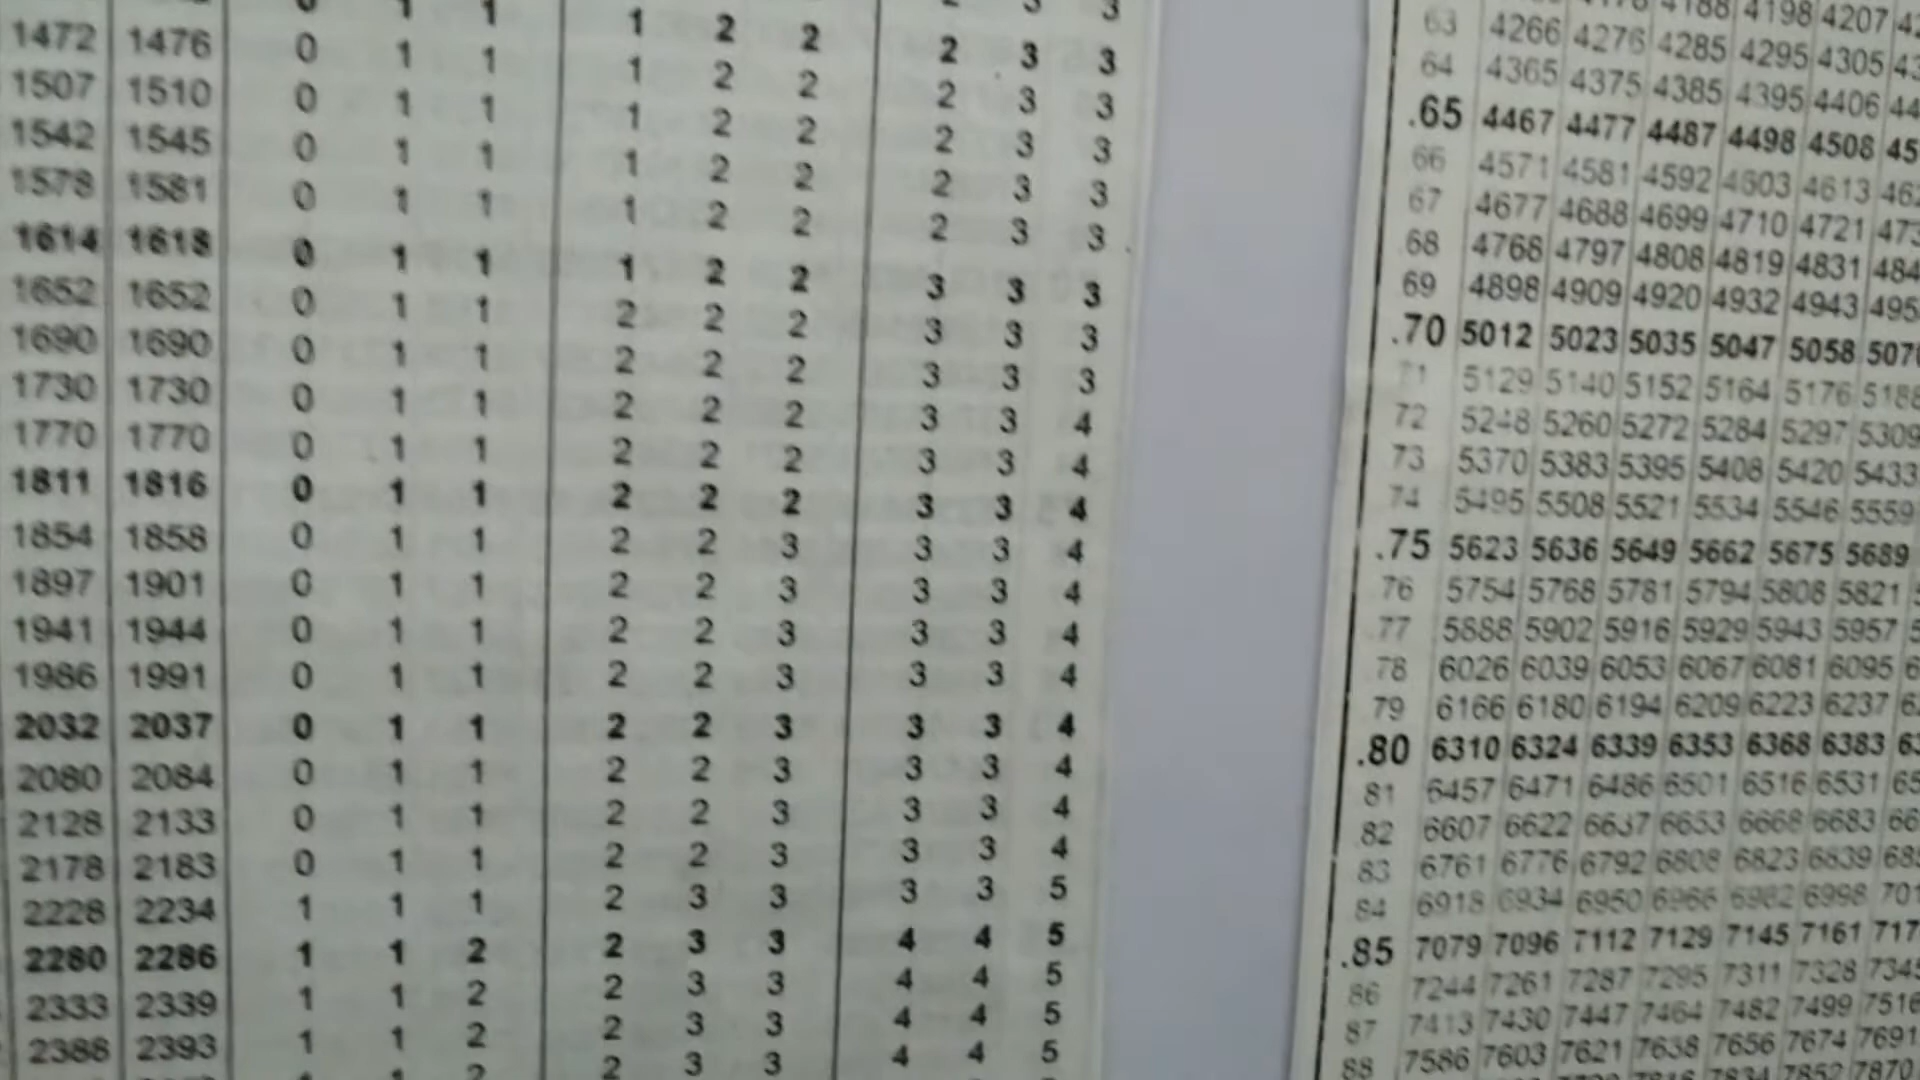 1472 1476 0 1 1 1 2 2 2 3 3
1507 1510 0 1 1 1 2 2 2 3 3
1542 1545 0 1 1 1 2 2 2 3 3
1578 1581 0 1 1 1 2 2 2 3 3
1614 1618 0 1 1 1 2 2 2 3 3
1652 1652 0 1 1 1 2 2 3 3 3
1690 1690 0 1 1 2 2 2 3 3 3
1730 1730 0 1 1 2 2 2 3 3 3
1770 1770 0 1 1 2 2 2 3 3 4
1811 1816 0 1 1 2 2 2 3 3 4
1854 1858 0 1 1 2 2 3 3 3 4
1897 1901 0 1 1 2 2 3 3 3 4
1941 1944 0 1 1 2 2 3 3 3 4
1986 1991 0 1 1 2 2 3 3 3 4
2032 2037 0 1 1 2 2 3 3 3 4
2080 2084 0 1 1 2 2 3 3 3 4
2128 2133 0 1 1 2 2 3 3 3 4
2178 2183 0 1 1 2 2 3 3 3 4
2228 2234 1 1 1 2 3 3 3 3 5
2280 2286 1 1 2 2 3 3 4 4 5
2333 2339 1 1 2 2 3 3 4 4 5
2388 2393 1 1 2 2 3 3 4 4 5
4188 4198 4207
63 4266 4276 4285 4295 4305
64 4365 4375 4385 4395 4406
.65 4467 4477 4487 4498 4508
66 4571 4581 4592 4603 4613
67 4677 4688 4699 4710 4721
68 4768 4797 4808 4819 4831
69 4898 4909 4920 4932 4943
.70 5012 5023 5035 5047 5058
71 5129 5140 5152 5164 5176 5188
72 5248 5260 5272 5284 5297 5309
73 5370 5383 5395 5408 5420 5433
74 5495 5508 5521 5534 5546 5559
.75 5623 5636 5649 5662 5675 5689
76 5754 5768 5781 5794 5808 5821
77 5888 5902 5916 5929 5943 5957
78 6026 6039 6053 6067 6081 6095
79 6166 6180 6194 6209 6223 6237
.80 6310 6324 6339 6353 6368 6383
81 6457 6471 6486 6501 6516 6531
82 6607 6622 6637 6653 6668 6683
83 6761 6776 6792 6808 6823 6839
84 6918 6934 6950 6966 6982 6998
.85 7079 7096 7112 7129 7145 7161
86 7244 7261 7287 7295 7311 7328 7345
87 7413 7430 7447 7464 7482 7499 7516
88 7586 7603 7621 7638 7656 7674 7691